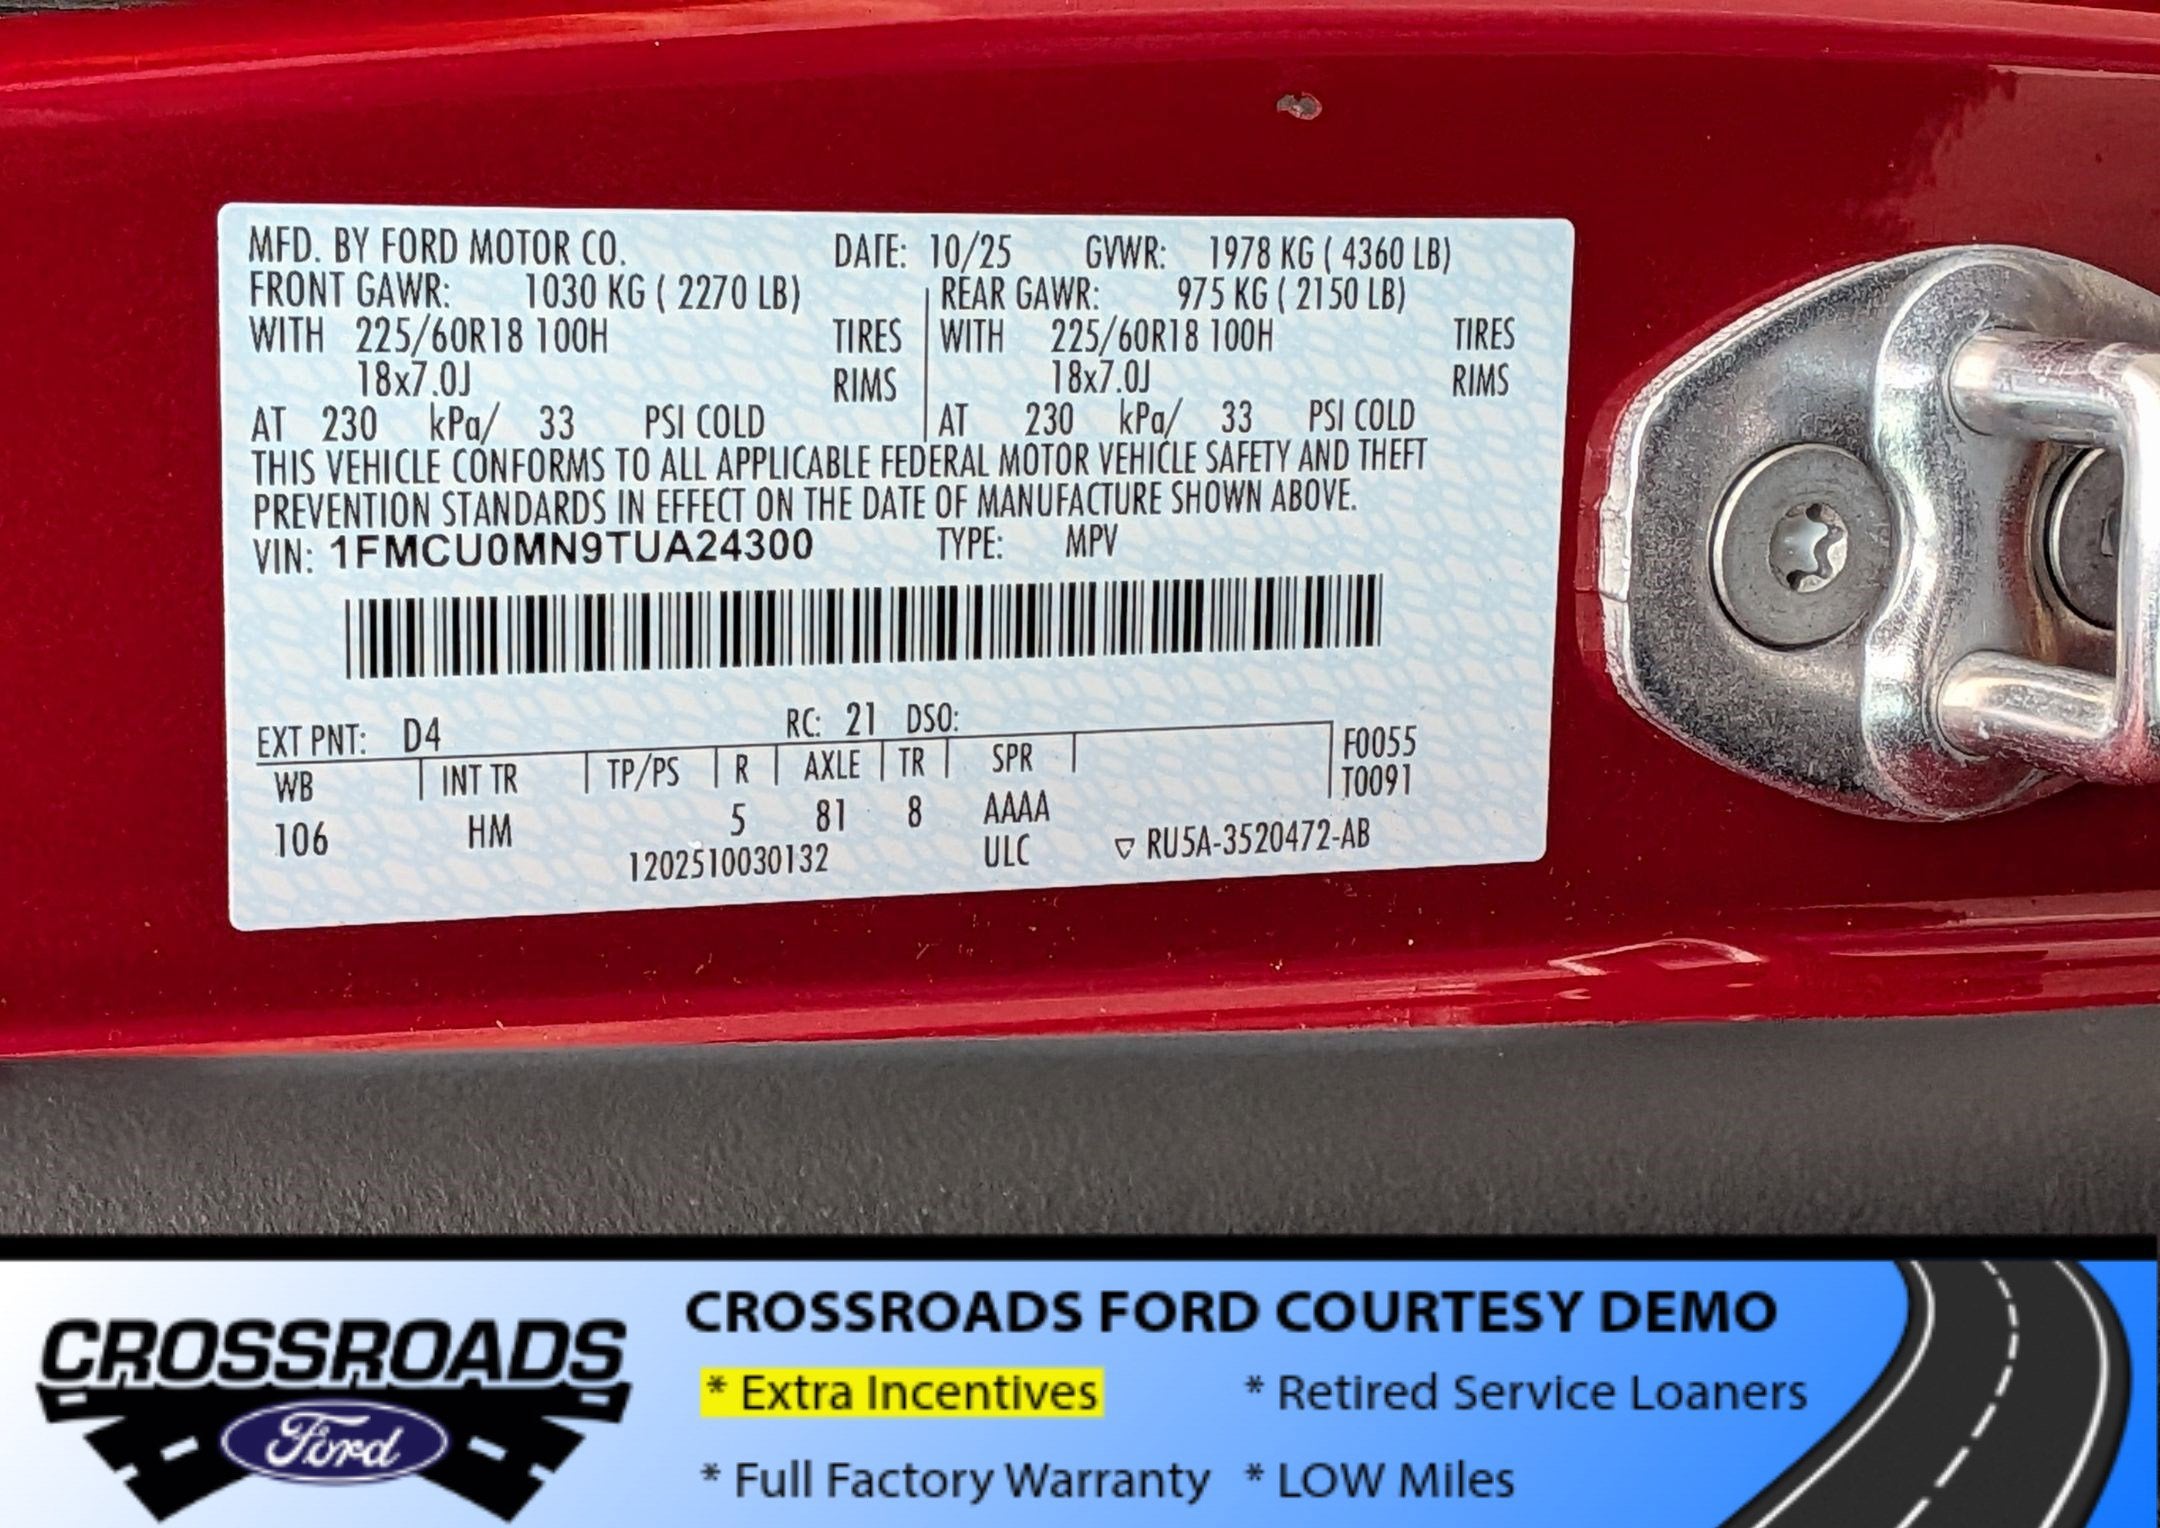 MFD. BY FORD MOTOR CO. DATE: 10/25 GVWR: 1978 KG ( 4360 LB)
FRONT GAWR: 1030 KG ( 2270 LB) REAR GAWR: 975 KG ( 2150 LB)
WITH 225/60R18 100H TIRES WITH 225/60R18 100H TIRES
18x7.0J RIMS 18x7.0J RIMS
AT 230 kPa/ 33 PSI COLD AT 230 kPa/ 33 PSI COLD
THIS VEHICLE CONFORMS TO ALL APPLICABLE FEDERAL MOTOR VEHICLE SAFETY AND THEFT
PREVENTION STANDARDS IN EFFECT ON THE DATE OF MANUFACTURE SHOWN ABOVE.
VIN: 1FMCU0MN9TUA24300 TYPE: MPV
EXT PNT: D4 RC: 21 DSO:
WB INT TR TP/PS R AXLE TR SPR F0055
T0091
106 HM 5 81 8 AAAA
1202510030132 ULC ▽ RU5A-3520472-AB
CROSSROADS
Ford
CROSSROADS FORD COURTESY DEMO
* Extra Incentives * Retired Service Loaners
* Full Factory Warranty * LOW Miles